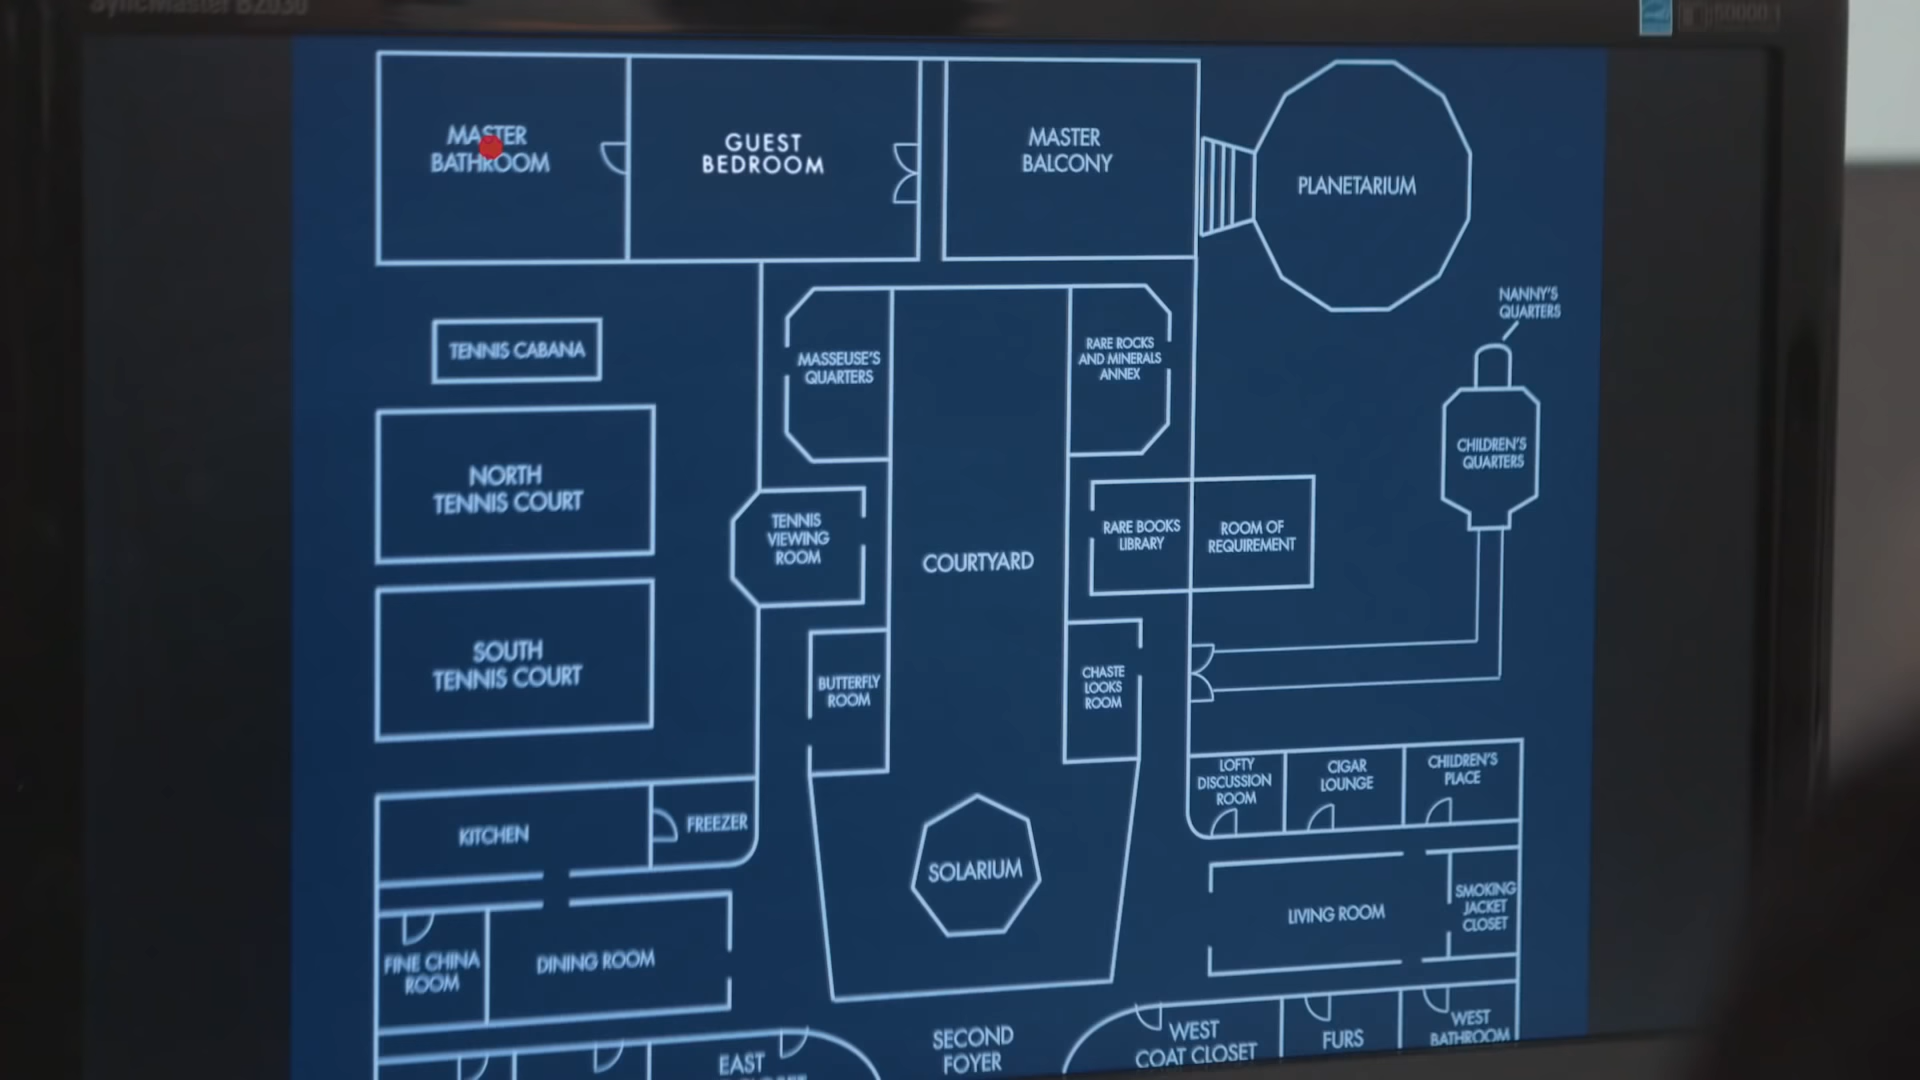 SyncMaster B2030
MASTER
BATHROOM
GUEST
BEDROOM
MASTER
BALCONY
PLANETARIUM
NANNY'S
QUARTERS
TENNIS CABANA
MASSEUSE'S
QUARTERS
RARE ROCKS
AND MINERALS
ANNEX
CHILDREN'S
QUARTERS
NORTH
TENNIS COURT
TENNIS
VIEWING
ROOM
COURTYARD
RARE BOOKS
LIBRARY
ROOM OF
REQUIREMENT
SOUTH
TENNIS COURT
BUTTERFLY
ROOM
CHASTE
LOOKS
ROOM
LOFTY
DISCUSSION
ROOM
CIGAR
LOUNGE
CHILDREN'S
PLACE
KITCHEN
FREEZER
SOLARIUM
LIVING ROOM
SMOKING
JACKET
CLOSET
FINE CHINA
ROOM
DINING ROOM
SECOND
FOYER
EAST
WEST
COAT CLOSET
FURS
WEST
BATHROOM